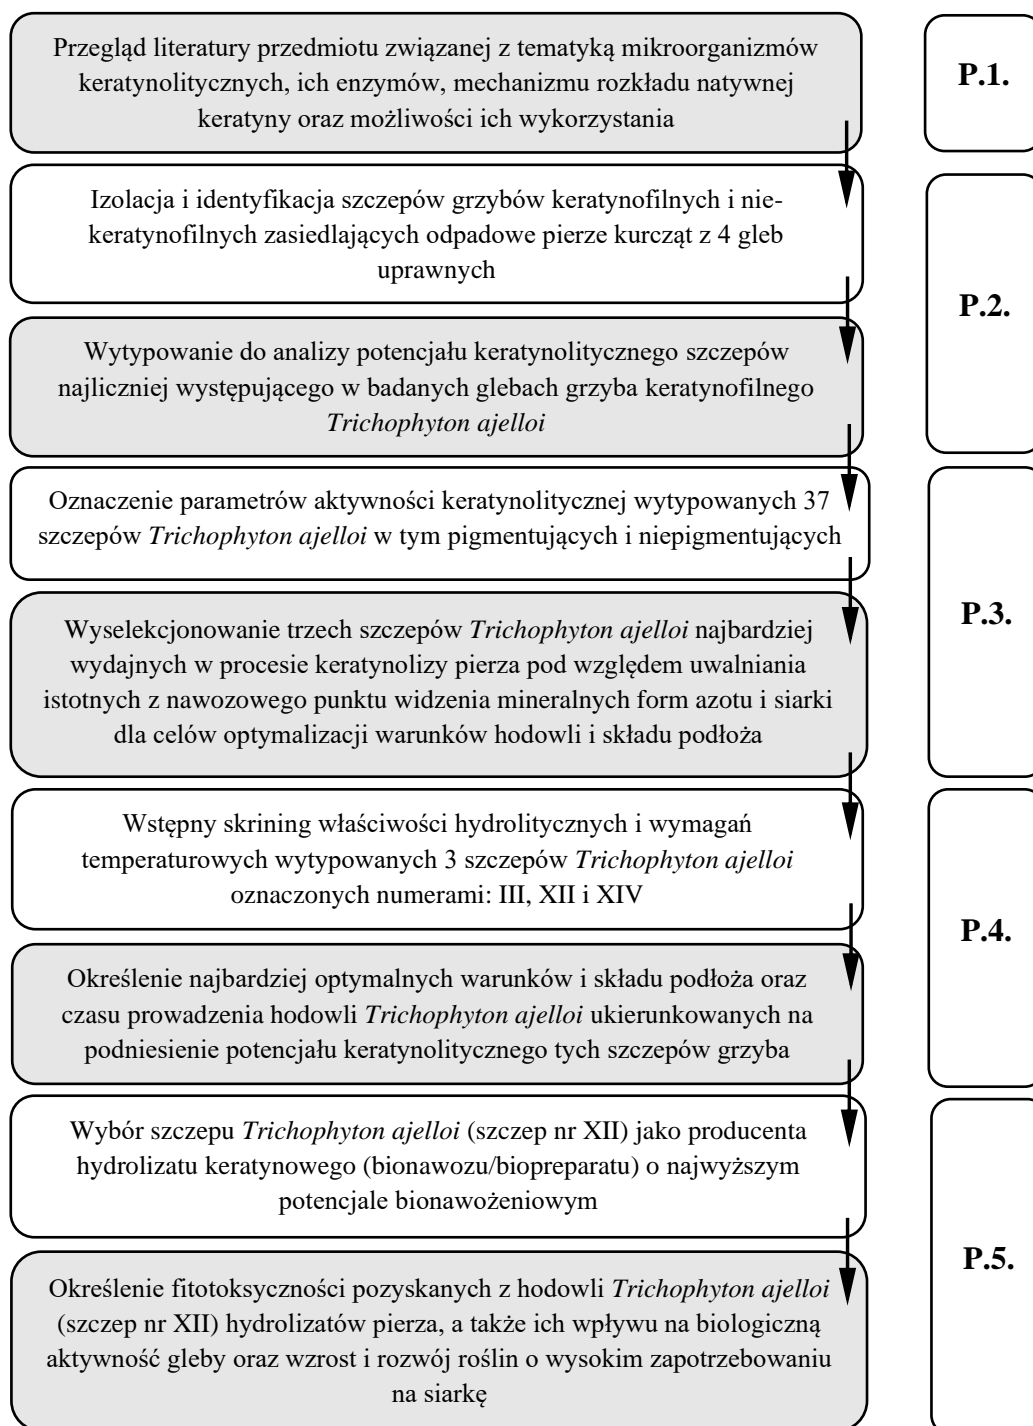 Przegląd literatury przedmiotu związanej z tematyką mikroorganizmów
keratynolitycznych, ich enzymów, mechanizmu rozkładu natywnej
keratyny oraz możliwości ich wykorzystania
P.1.
Izolacja i identyfikacja szczepów grzybów keratynofilnych i nie-
keratynofilnych zasiedlających odpadowe pierze kurcząt z 4 gleb
uprawnych
P.2.
Wytypowanie do analizy potencjału keratynolitycznego szczepów
najliczniej występującego w badanych glebach grzyba keratynofilnego
Trichophyton ajelloi
Oznaczenie parametrów aktywności keratynolitycznej wytypowanych 37
szczepów Trichophyton ajelloi w tym pigmentujących i niepigmentujących
P.3.
Wyselekcjonowanie trzech szczepów Trichophyton ajelloi najbardziej
wydajnych w procesie keratynolizy pierza pod względem uwalniania
istotnych z nawozowego punktu widzenia mineralnych form azotu i siarki
dla celów optymalizacji warunków hodowli i składu podłoża
Wstępny skrining właściwości hydrolitycznych i wymagań
temperaturowych wytypowanych 3 szczepów Trichophyton ajelloi
oznaczonych numerami: III, XII i XIV
P.4.
Określenie najbardziej optymalnych warunków i składu podłoża oraz
czasu prowadzenia hodowli Trichophyton ajelloi ukierunkowanych na
podniesienie potencjału keratynolitycznego tych szczepów grzyba
Wybór szczepu Trichophyton ajelloi (szczep nr XII) jako producenta
hydrolizatu keratynowego (bionawozu/biopreparatu) o najwyższym
potencjale bionawożeniowym
P.5.
Określenie fitotoksyczności pozyskanych z hodowli Trichophyton ajelloi
(szczep nr XII) hydrolizatów pierza, a także ich wpływu na biologiczną
aktywność gleby oraz wzrost i rozwój roślin o wysokim zapotrzebowaniu
na siarkę